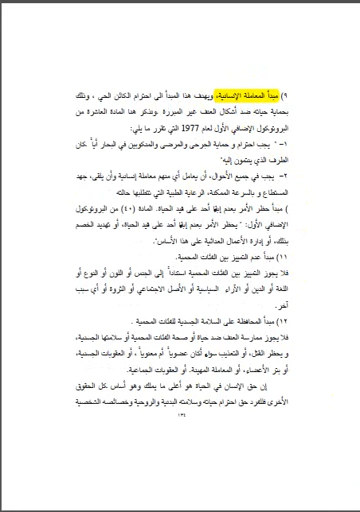 ٩) مبدأ المعاملة الإنسانية، ويهدف هذا المبدأ الى احترام الكائن الحي ، وذلك
بحماية حياته ضد أشكال العنف غير المبررة .ونذكر هذا المادة العاشرة من
البروتوكول الإضافي الأول لعام 1977 التي تقرر ما يلي:
١– " يجب احترام و حماية الجرحى والمرضى والمنكوبين في البحار أياً كان
الطرف الذي ينتمون إليه"
٢– يجب في جميع الأحوال، أن يعامل أي منهم معاملة إنسانية وأن يلقى، جهد
المستطاع و بالسرعة الممكنة، الرعاية الطبية التي تتطلبها حالته
) مبدأ حظر الأمر بعدم إبقاء أحد على قيد الحياة. المادة (٤٠) من البروتوكول
الإضافي الأول: " يحظر الأمر بعدم إبقاء أحد على قيد الحياة، أو تهديد الخصم
بذلك، أو إدارة الأعمال العدائية على هذا الأساس".
١١) مبدأ عدم التمييز بين الفئات المحمية.
فلا يجوز التمييز بين الفئات المحمية استناداً إلى الجنس أو اللون أو النوع أو
اللغة أو الدين أو الآراء السياسية أو الأصل الاجتماعي أو الثروة أو أي سبب
آخر.
١٢) مبدأ المحافظة على السلامة الجسدية للفئات المحمية .
فلا يجوز ممارسة العنف ضد حياة أو صحة الفئات المحمية أو سلامتها الجسدية،
و يحظر القتل، أو التعذيب سواء أكان عضوياً أم معنوياً ، أو العقوبات الجسدية،
أو بتر الأعضاء، أو المعاملة المهينة. أو العقوبات الجماعية.
إن حق الإنسان في الحياة هو أعلى ما يملك وهو أساس كل الحقوق
الأخرى فللفرد حق احترام حياته وسلامته البدنية والروحية وخصائصه الشخصية
١٣٤